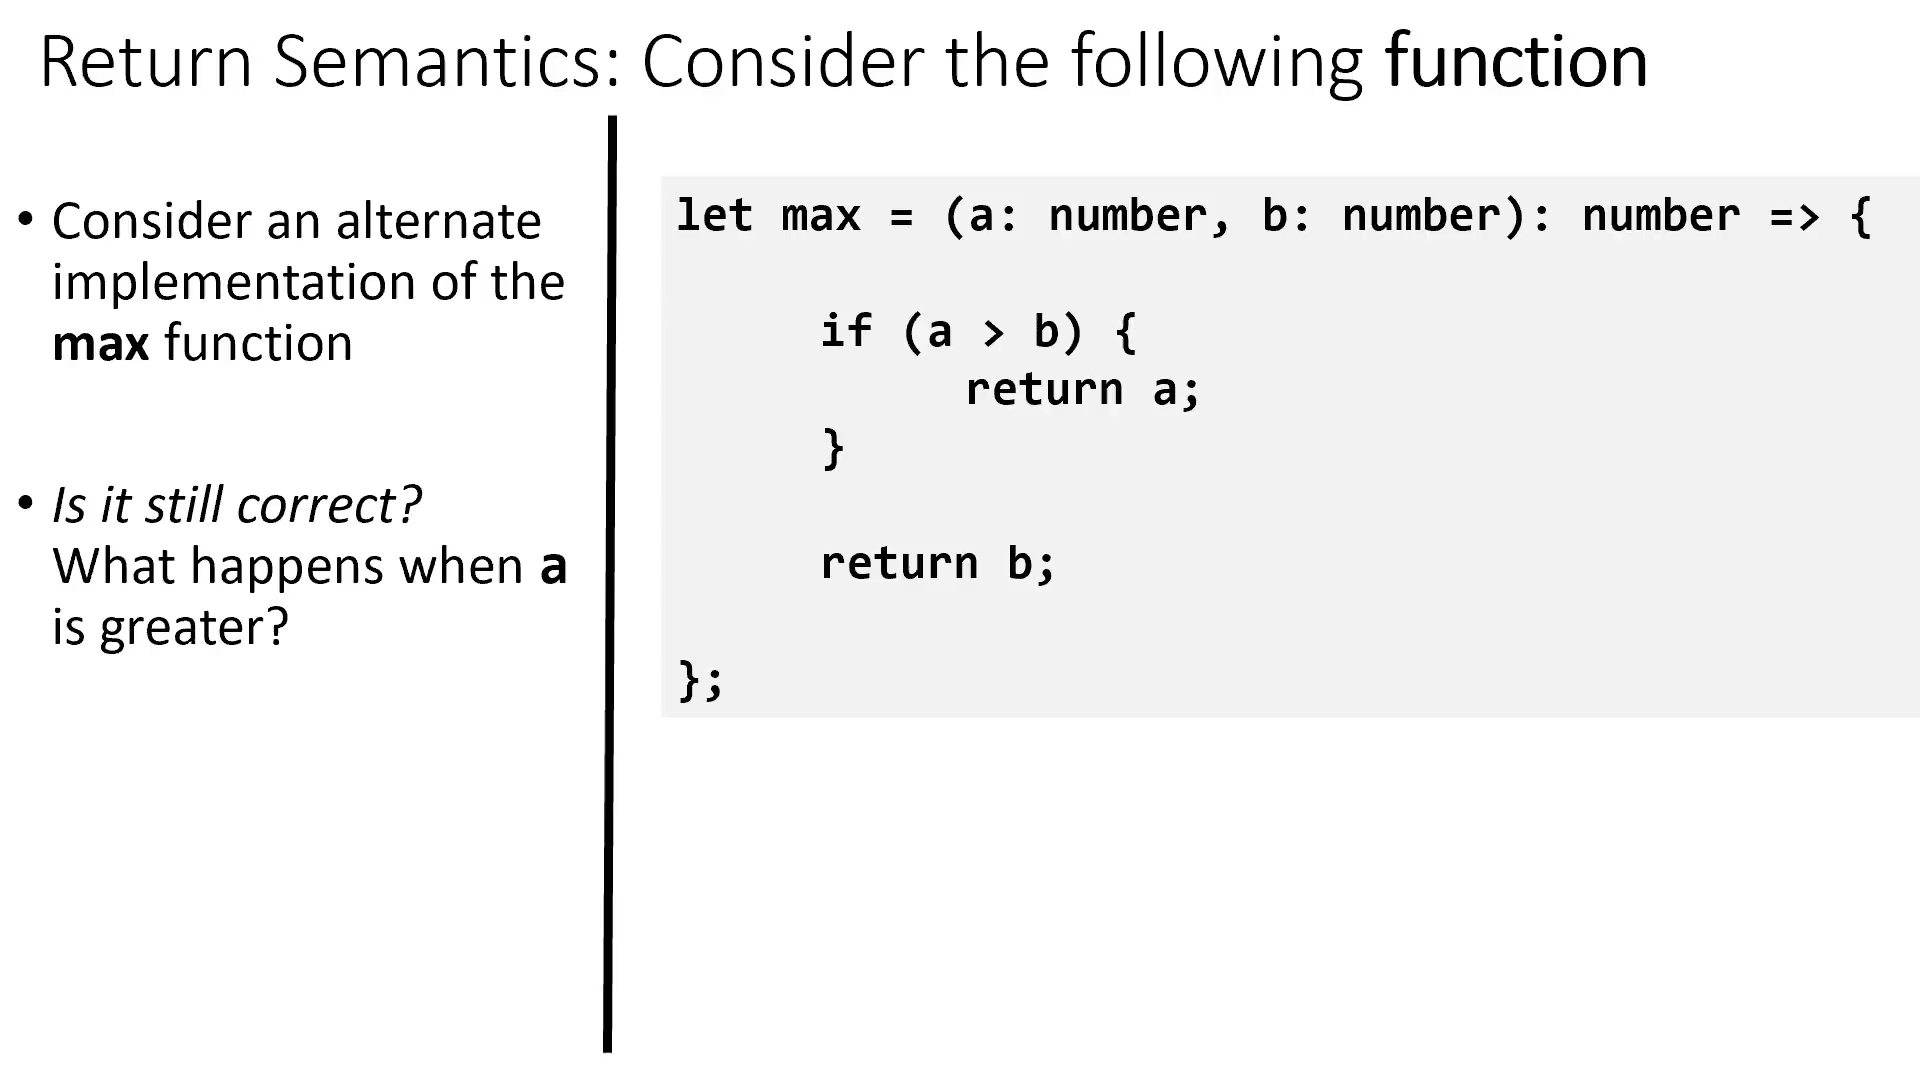 Return Semantics: Consider the following function
• Consider an alternate
implementation of the
max function
• Is it still correct?
What happens when a
is greater?
let max = (a: number, b: number): number => {
if (a > b) {
return a;
}
return b;
};